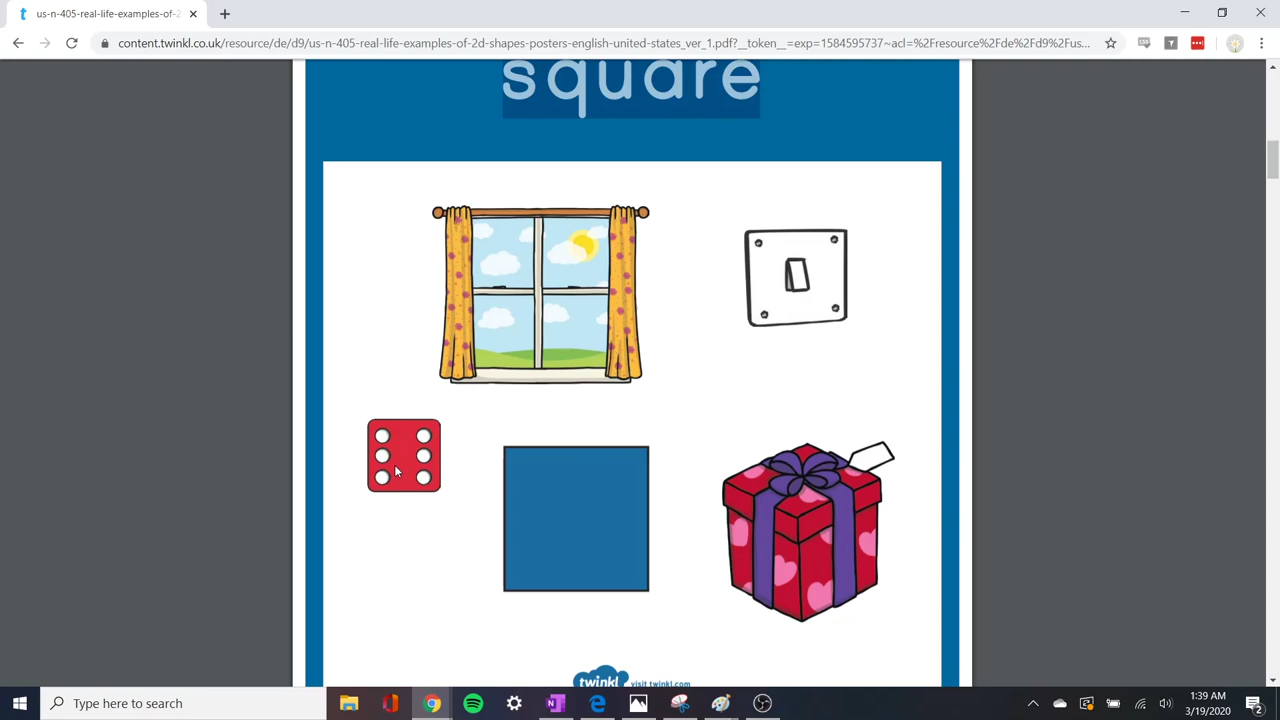 us-n-405-real-life-examples-of-2
content.twinkl.co.uk/resource/de/d9/us-n-405-real-life-examples-of-2d-shapes-posters-english-united-states_ver_1.pdf?__token__=exp=1584595737~acl=%2Fresource%2Fde%2Fd9%2Fus...
square
twinkl visit twinkl.com
Type here to search
1:39 AM
3/19/2020
2